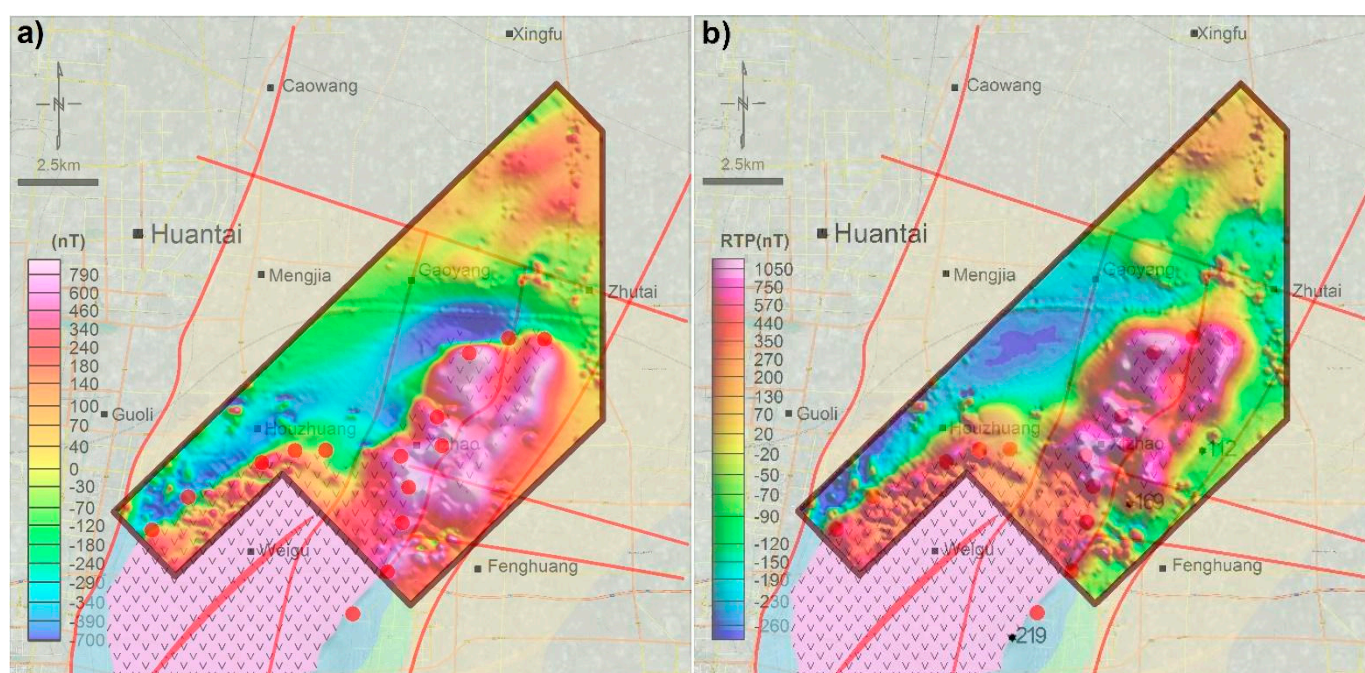 a)
Xingfu
Caowang
N
2.5km
Huantai
(nT)
790
600
460
340
240
180
140
100
70
40
0
-70
-120
-180
-240
-290
-340
-390
-700
Mengjia
Gaoyang
Zhutai
Guoli
Houzhuang
Weigu
Fenghuang
b)
Xingfu
Caowang
N
2.5km
Huantai
RTP(nT)
1050
750
570
440
350
270
200
130
70
20
-20
-50
-70
-90
-120
-150
-190
-230
-260
Mengjia
Gaoyang
Zhutai
Guoli
Houzhuang
112
169
Weigu
Fenghuang
219